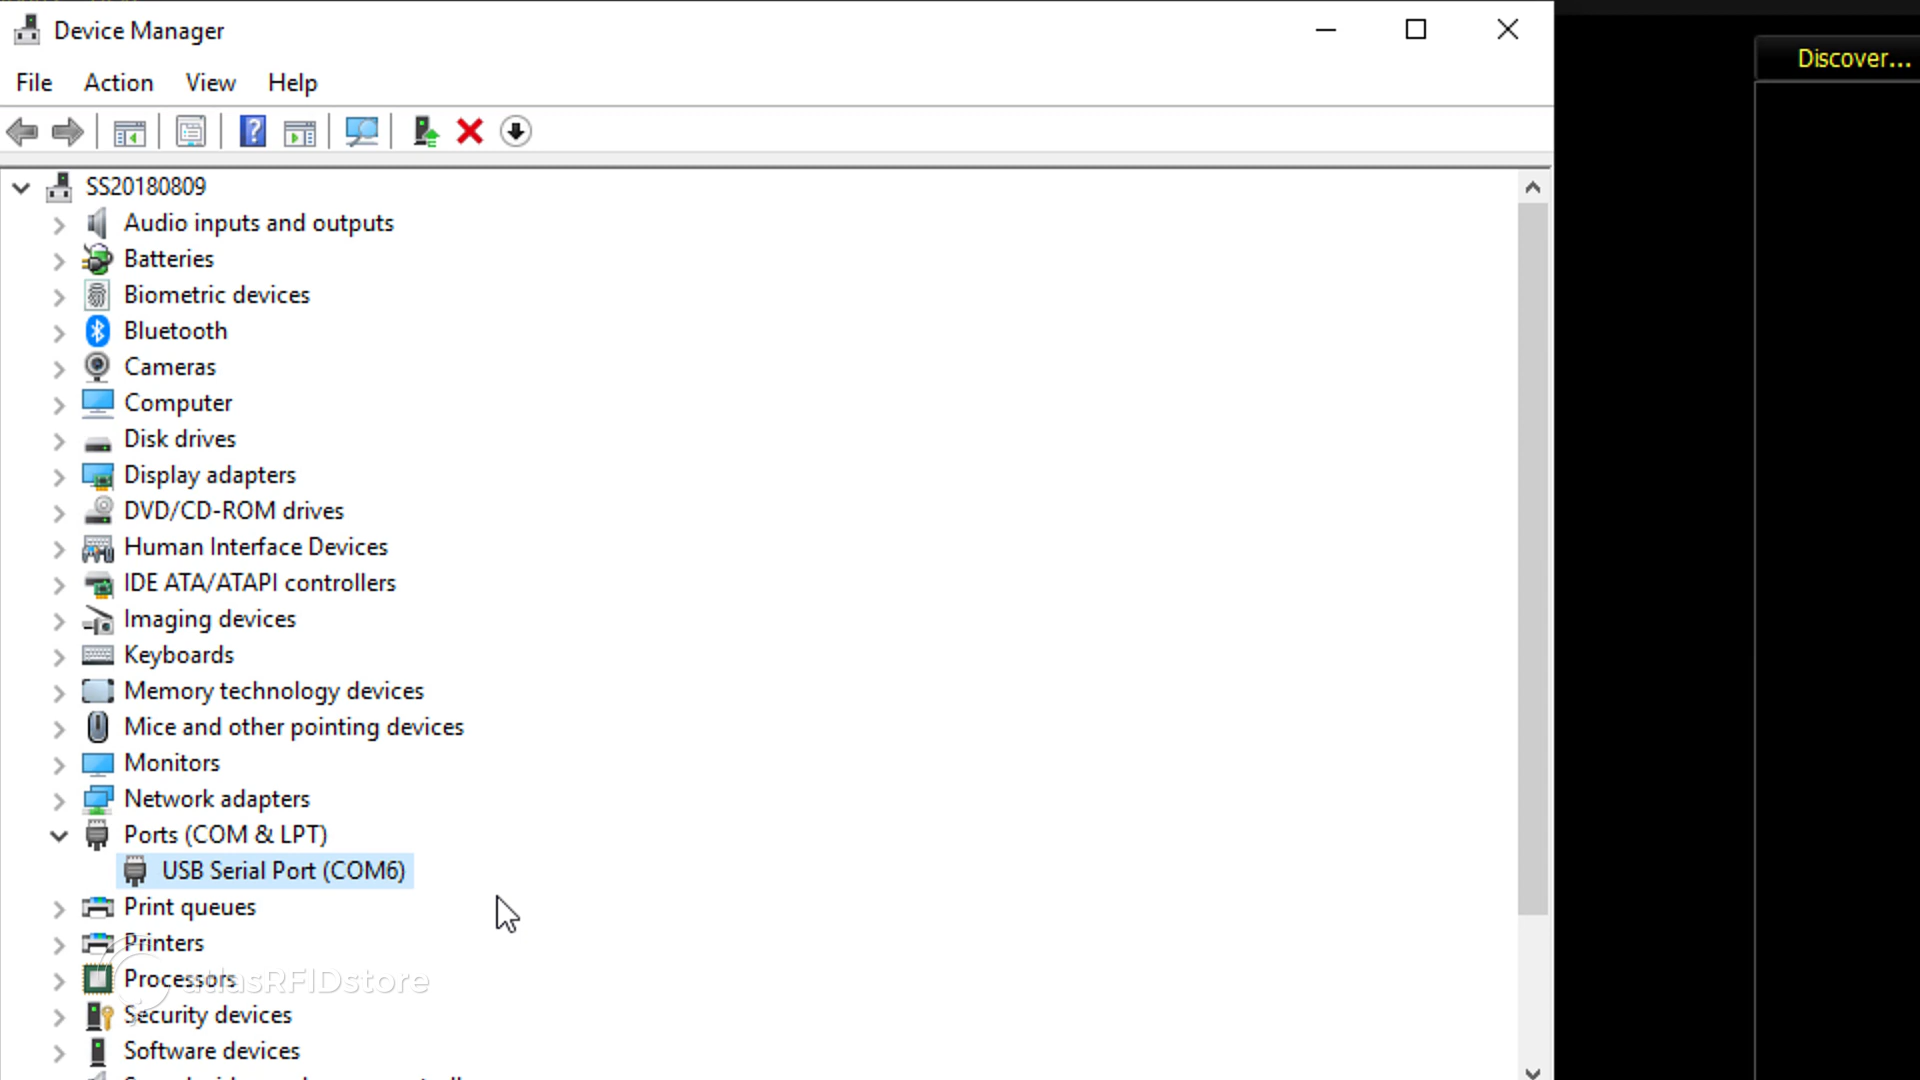 Device Manager
Discover...
File Action View Help
SS20180809
Audio inputs and outputs
Batteries
Biometric devices
Bluetooth
Cameras
Computer
Disk drives
Display adapters
DVD/CD-ROM drives
Human Interface Devices
IDE ATA/ATAPI controllers
Imaging devices
Keyboards
Memory technology devices
Mice and other pointing devices
Monitors
Network adapters
Ports (COM & LPT)
USB Serial Port (COM6)
Print queues
Printers
Processors
atlasRFIDstore
Security devices
Software devices